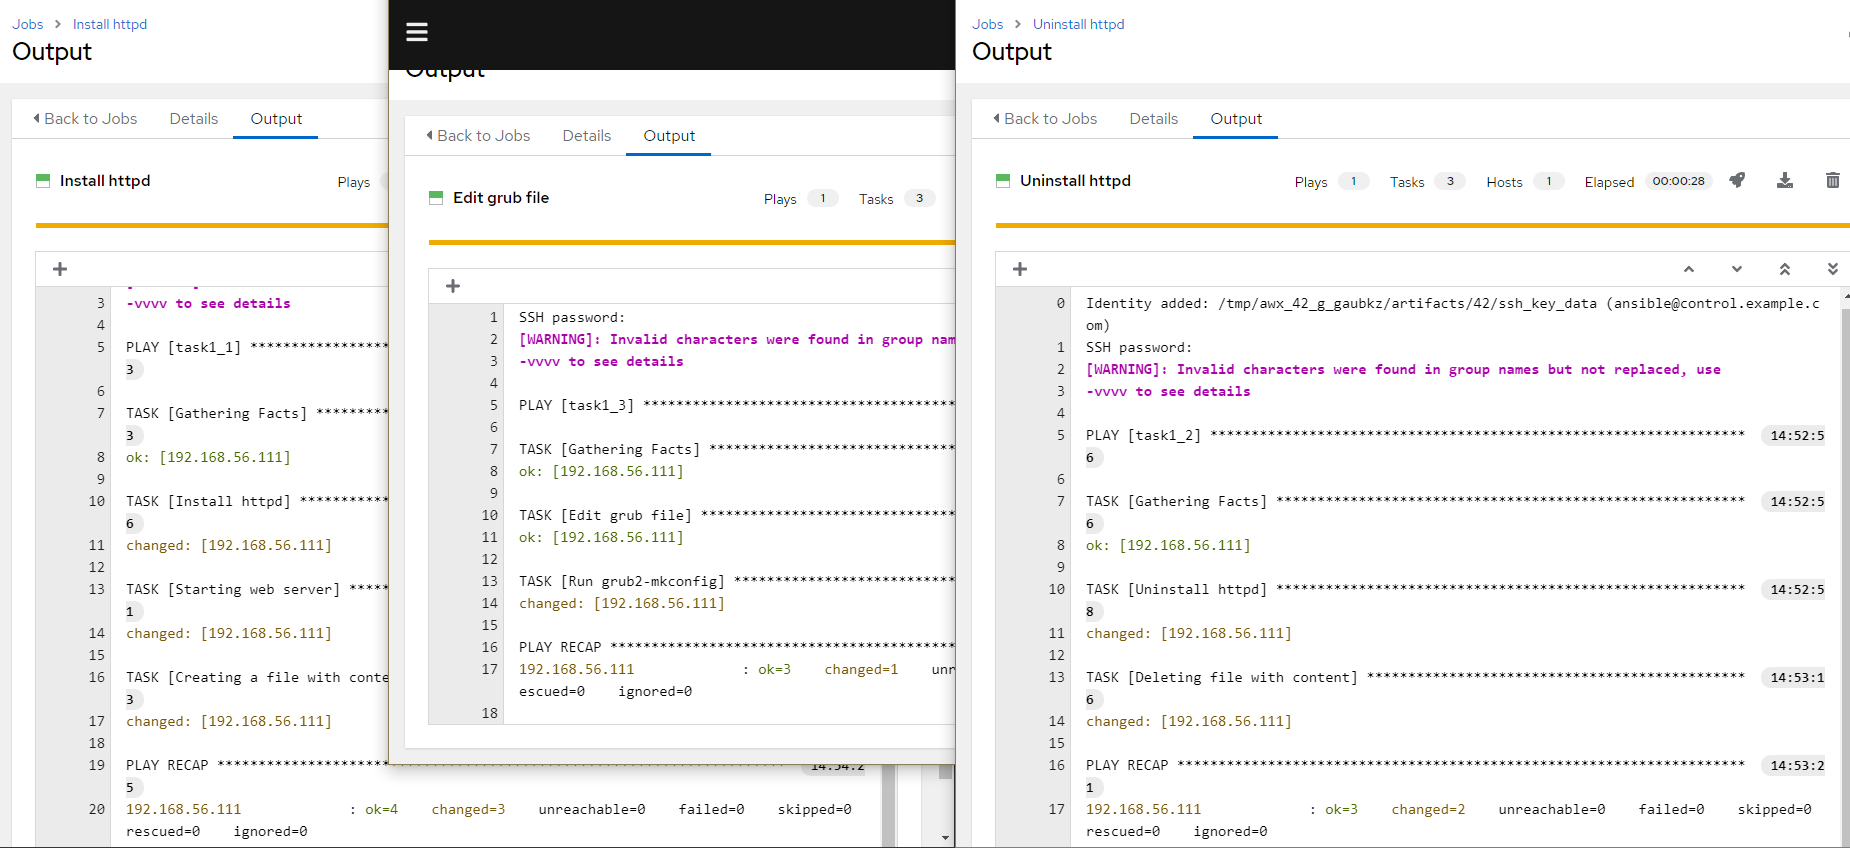 Jobs > Install httpd
Output
Back to Jobs Details Output
Install httpd Plays
3 -vvvv to see details
4
5 PLAY [task1_1] *****************
3
6
7 TASK [Gathering Facts] *********
3
8 ok: [192.168.56.111]
9
10 TASK [Install httpd] ***********
6
11 changed: [192.168.56.111]
12
13 TASK [Starting web server] *****
1
14 changed: [192.168.56.111]
15
16 TASK [Creating a file with conte
3
17 changed: [192.168.56.111]
18
19 PLAY RECAP ********************************************************************* 14:54:2
5
20 192.168.56.111 : ok=4 changed=3 unreachable=0 failed=0 skipped=0
rescued=0 ignored=0
Output
Back to Jobs Details Output
Edit grub file Plays 1 Tasks 3
1 SSH password:
2 [WARNING]: Invalid characters were found in group nam
3 -vvvv to see details
4
5 PLAY [task1_3] **************************************
6
7 TASK [Gathering Facts] ******************************
8 ok: [192.168.56.111]
9
10 TASK [Edit grub file] *******************************
11 ok: [192.168.56.111]
12
13 TASK [Run grub2-mkconfig] ***************************
14 changed: [192.168.56.111]
15
16 PLAY RECAP ******************************************
17 192.168.56.111 : ok=3 changed=1 unr
escued=0 ignored=0
18
Jobs > Uninstall httpd
Output
Back to Jobs Details Output
Uninstall httpd Plays 1 Tasks 3 Hosts 1 Elapsed 00:00:28
0 Identity added: /tmp/awx_42_g_gaubkz/artifacts/42/ssh_key_data (ansible@control.example.c
om)
1 SSH password:
2 [WARNING]: Invalid characters were found in group names but not replaced, use
3 -vvvv to see details
4
5 PLAY [task1_2] ***************************************************************** 14:52:5
6
6
7 TASK [Gathering Facts] ********************************************************* 14:52:5
6
8 ok: [192.168.56.111]
9
10 TASK [Uninstall httpd] ********************************************************* 14:52:5
8
11 changed: [192.168.56.111]
12
13 TASK [Deleting file with content] ********************************************** 14:53:1
6
14 changed: [192.168.56.111]
15
16 PLAY RECAP ********************************************************************* 14:53:2
1
17 192.168.56.111 : ok=3 changed=2 unreachable=0 failed=0 skipped=0
rescued=0 ignored=0